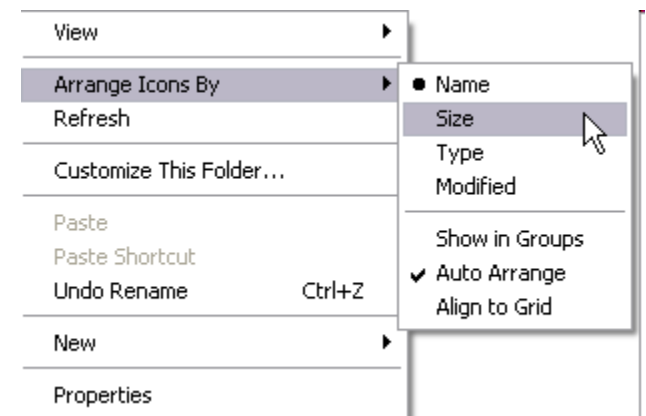 View
Arrange Icons By
Refresh
Customize This Folder...
Paste
Paste Shortcut
Undo Rename Ctrl+Z
New
Properties
Name
Size
Type
Modified
Show in Groups
Auto Arrange
Align to Grid